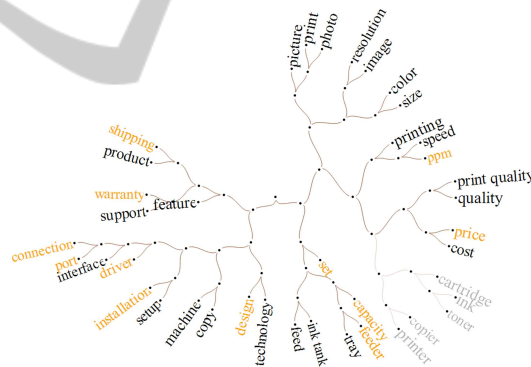 picture
print
photo
resolution
image
color
size
printing
speed
ppm
print quality
quality
price
cost
cartridge
ink
toner
copier
printer
capacity
feeder
tray
set
ink tank
feed
technology
design
copy
machine
setup
installation
driver
interface
port
connection
feature
support
warranty
product
shipping